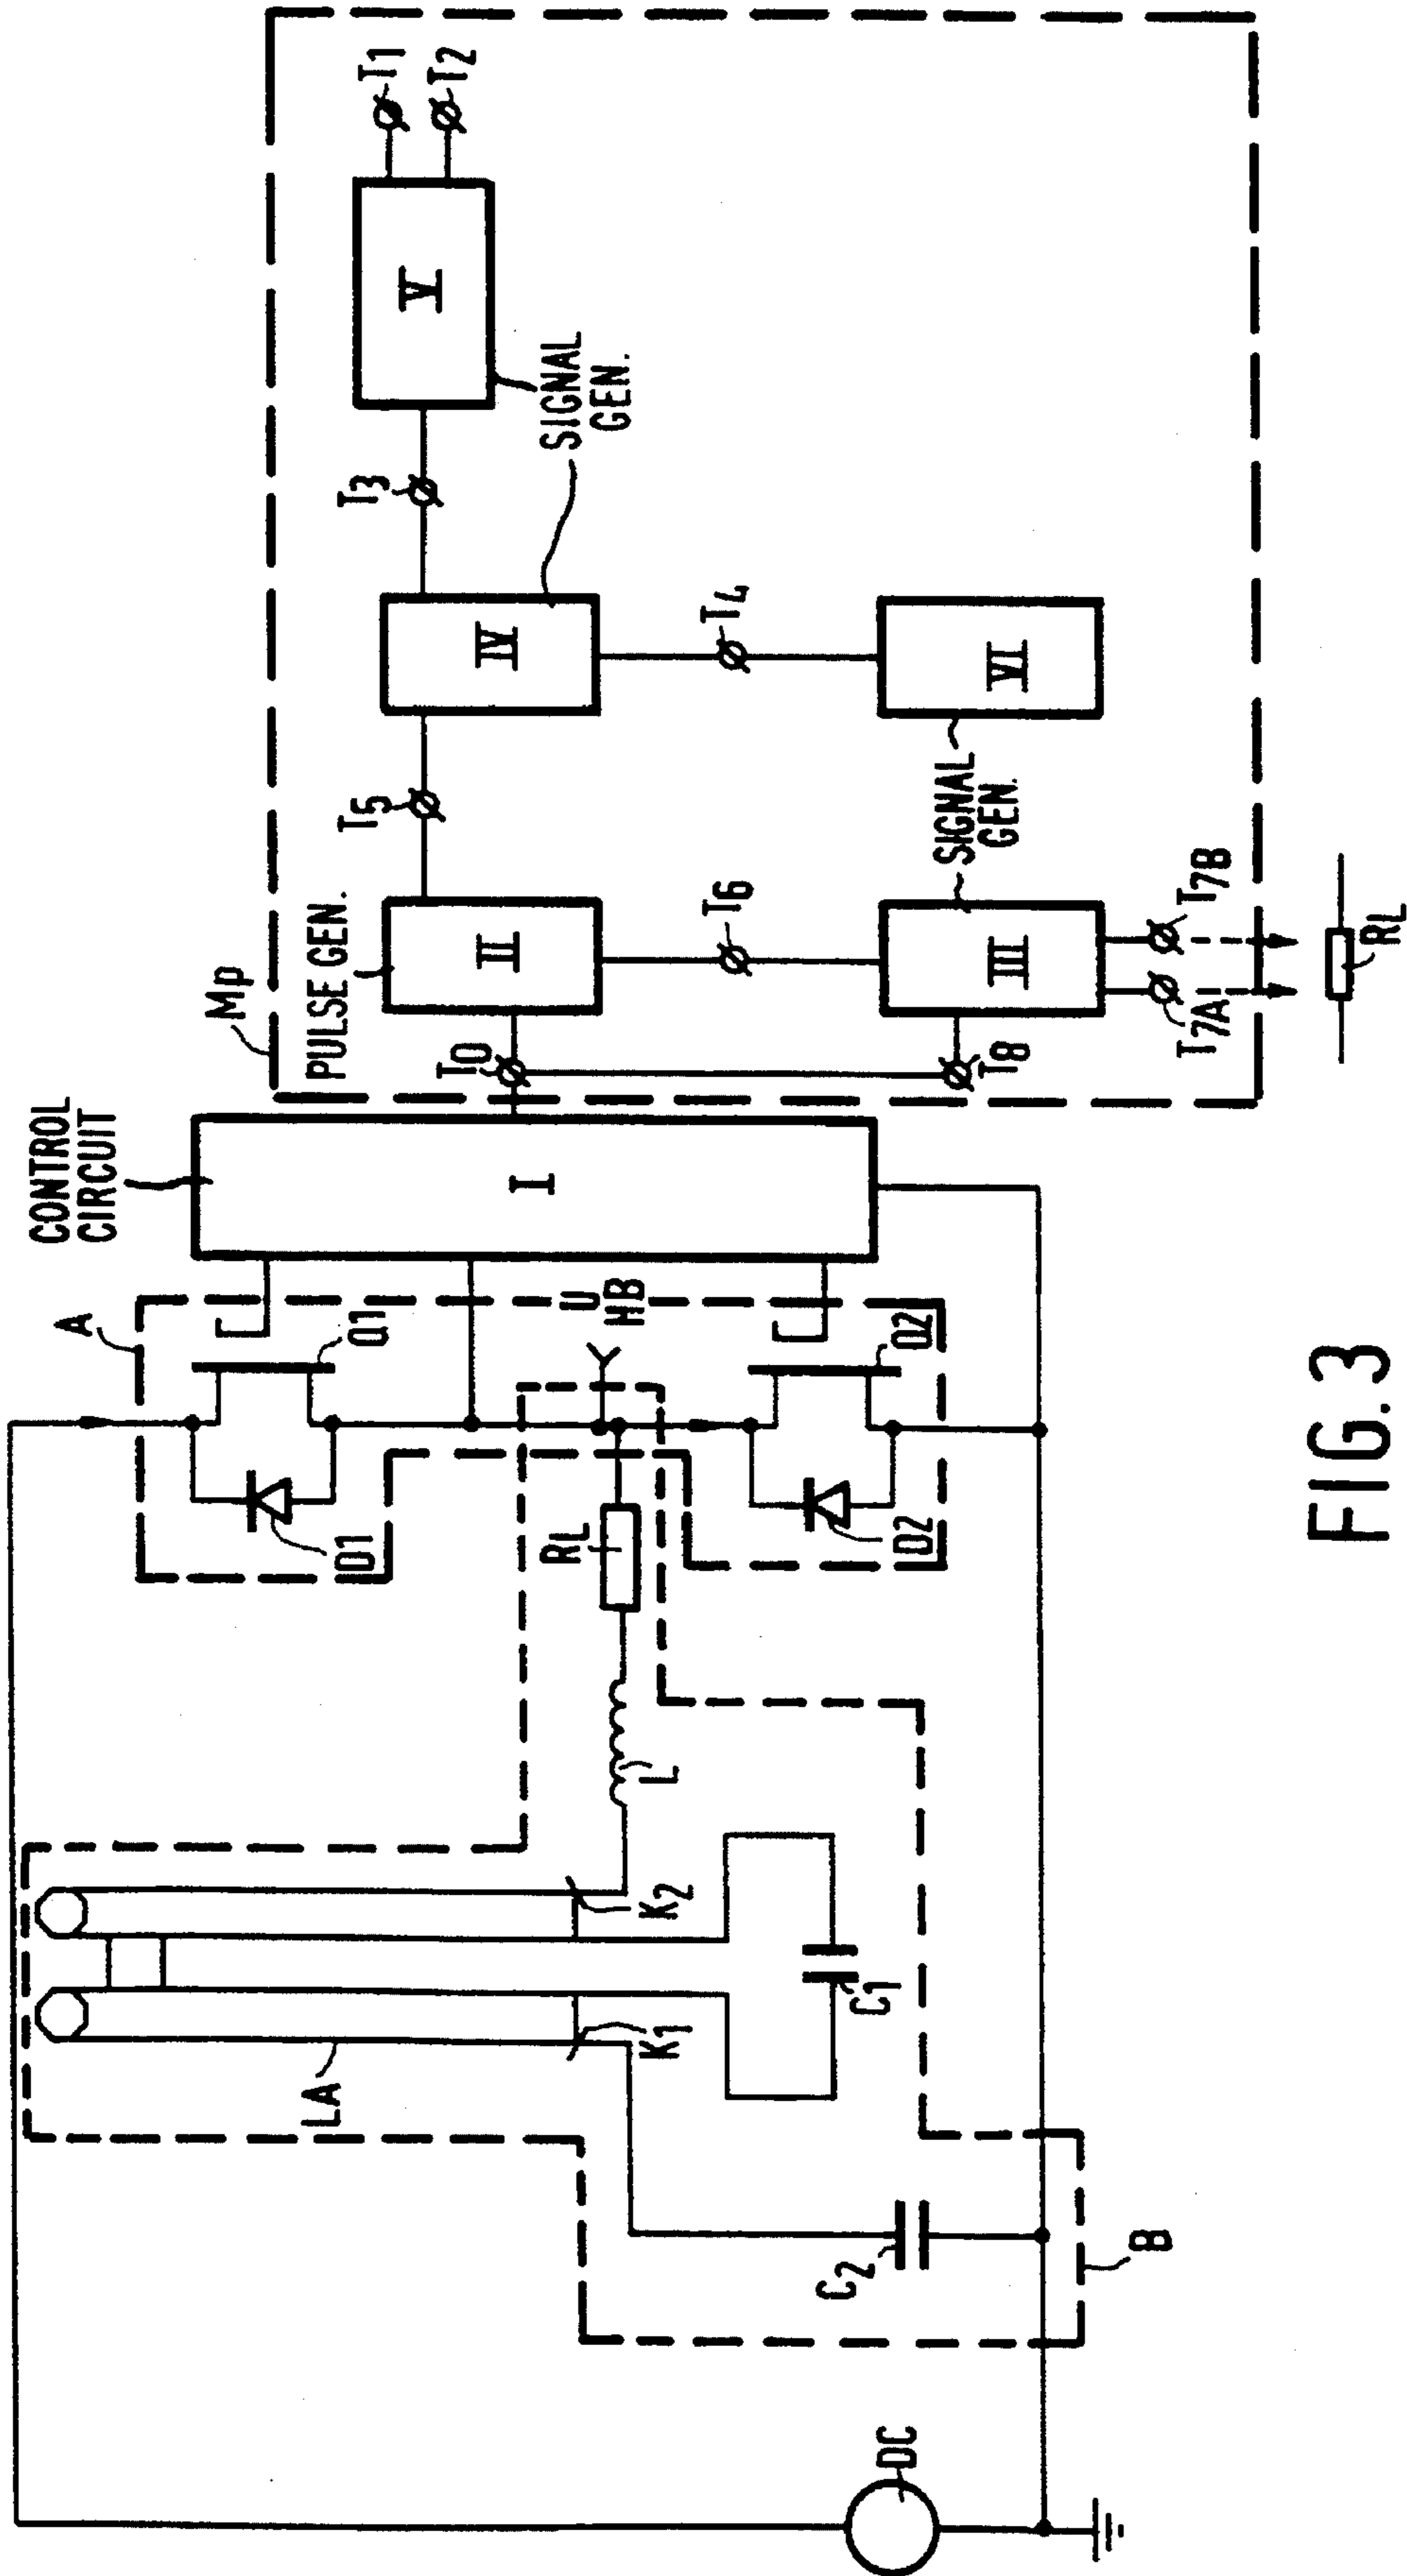 CONTROL
CIRCUIT
Mp
PULSE GEN.
A
D1
Q1
I
II
III
IV
V
VI
T0
T1
T2
T3
T4
T5
T6
T7A
T7B
T8
SIGNAL
GEN.
SIGNAL
GEN.
U HB
RL
L
D2
Q2
LA
K1
K2
C1
C2
B
DC
RL
FIG. 3